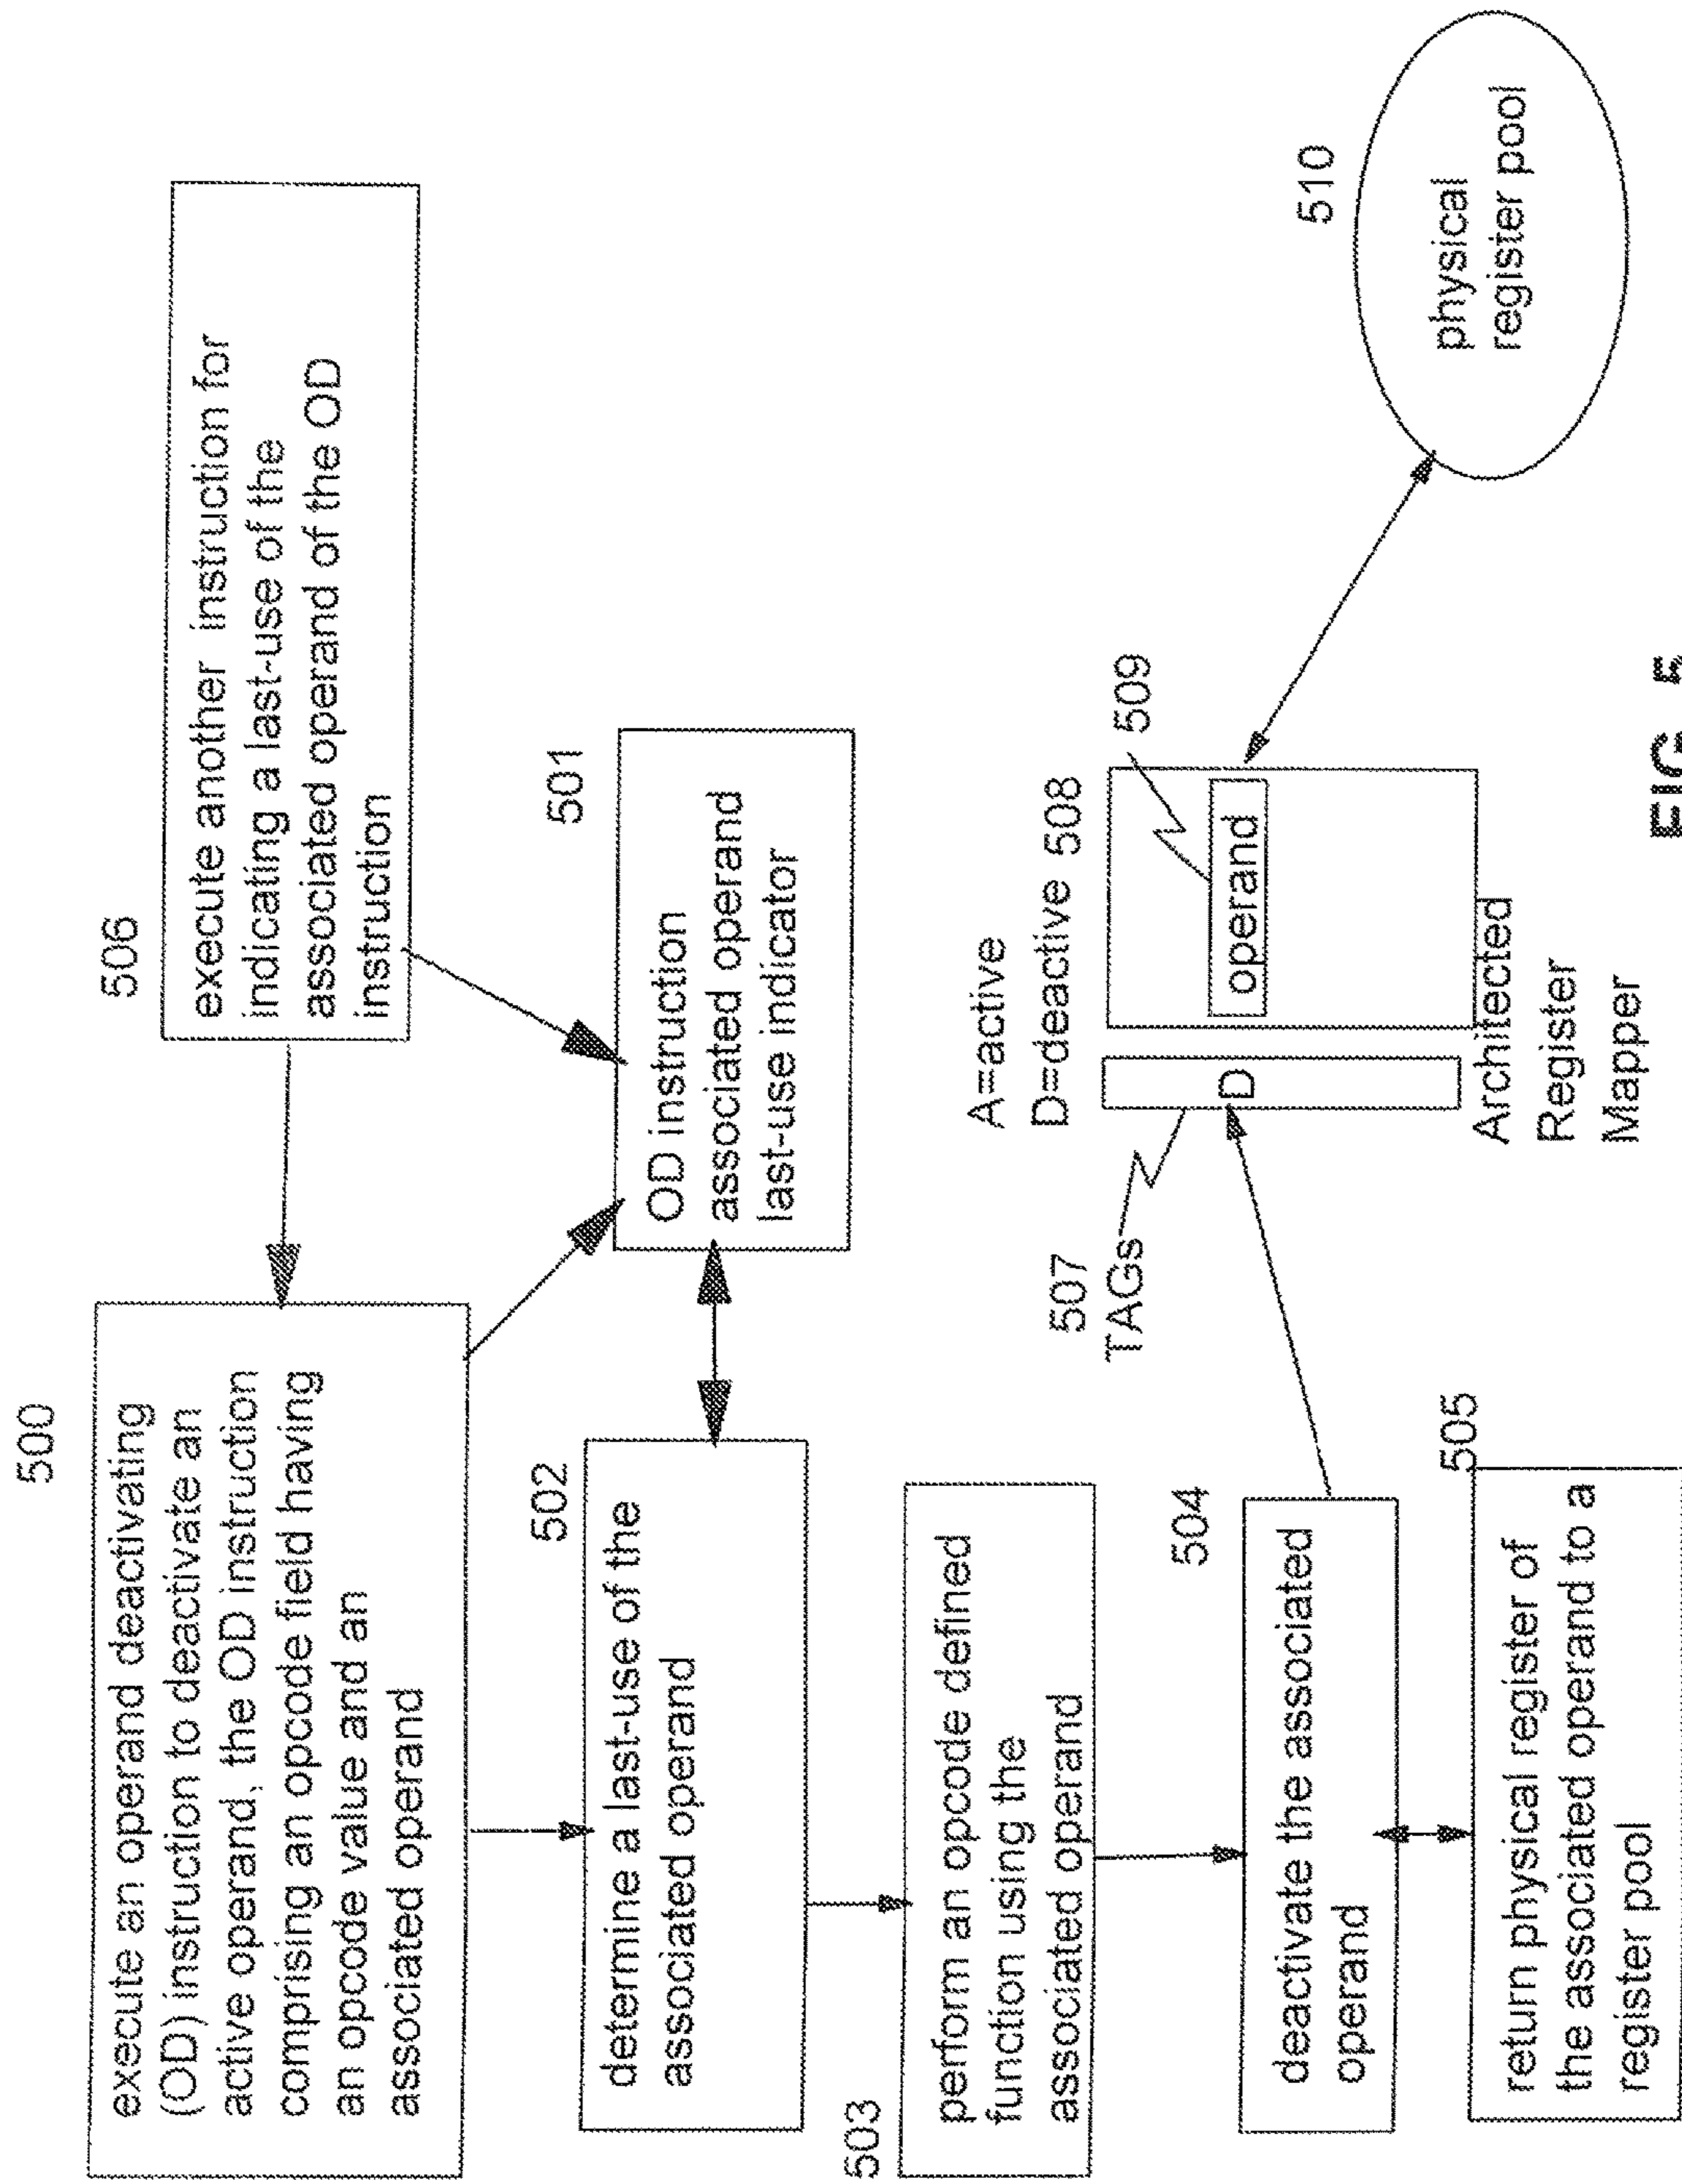 500
execute an operand deactivating
(OD) instruction to deactivate an
active operand, the OD instruction
comprising an opcode field having
an opcode value and an
associated operand
506
execute another instruction for
indicating a last-use of the
associated operand of the OD
instruction
501
OD instruction
associated operand
last-use indicator
502
determine a last-use of the
associated operand
503
perform an opcode defined
function using the
associated operand
504
deactivate the associated
operand
505
return physical register of
the associated operand to a
register pool
507
TAGs
A=active
D=deactive 508
D
509
operand
Architected
Register
Mapper
510
physical
register pool
FIG. 5